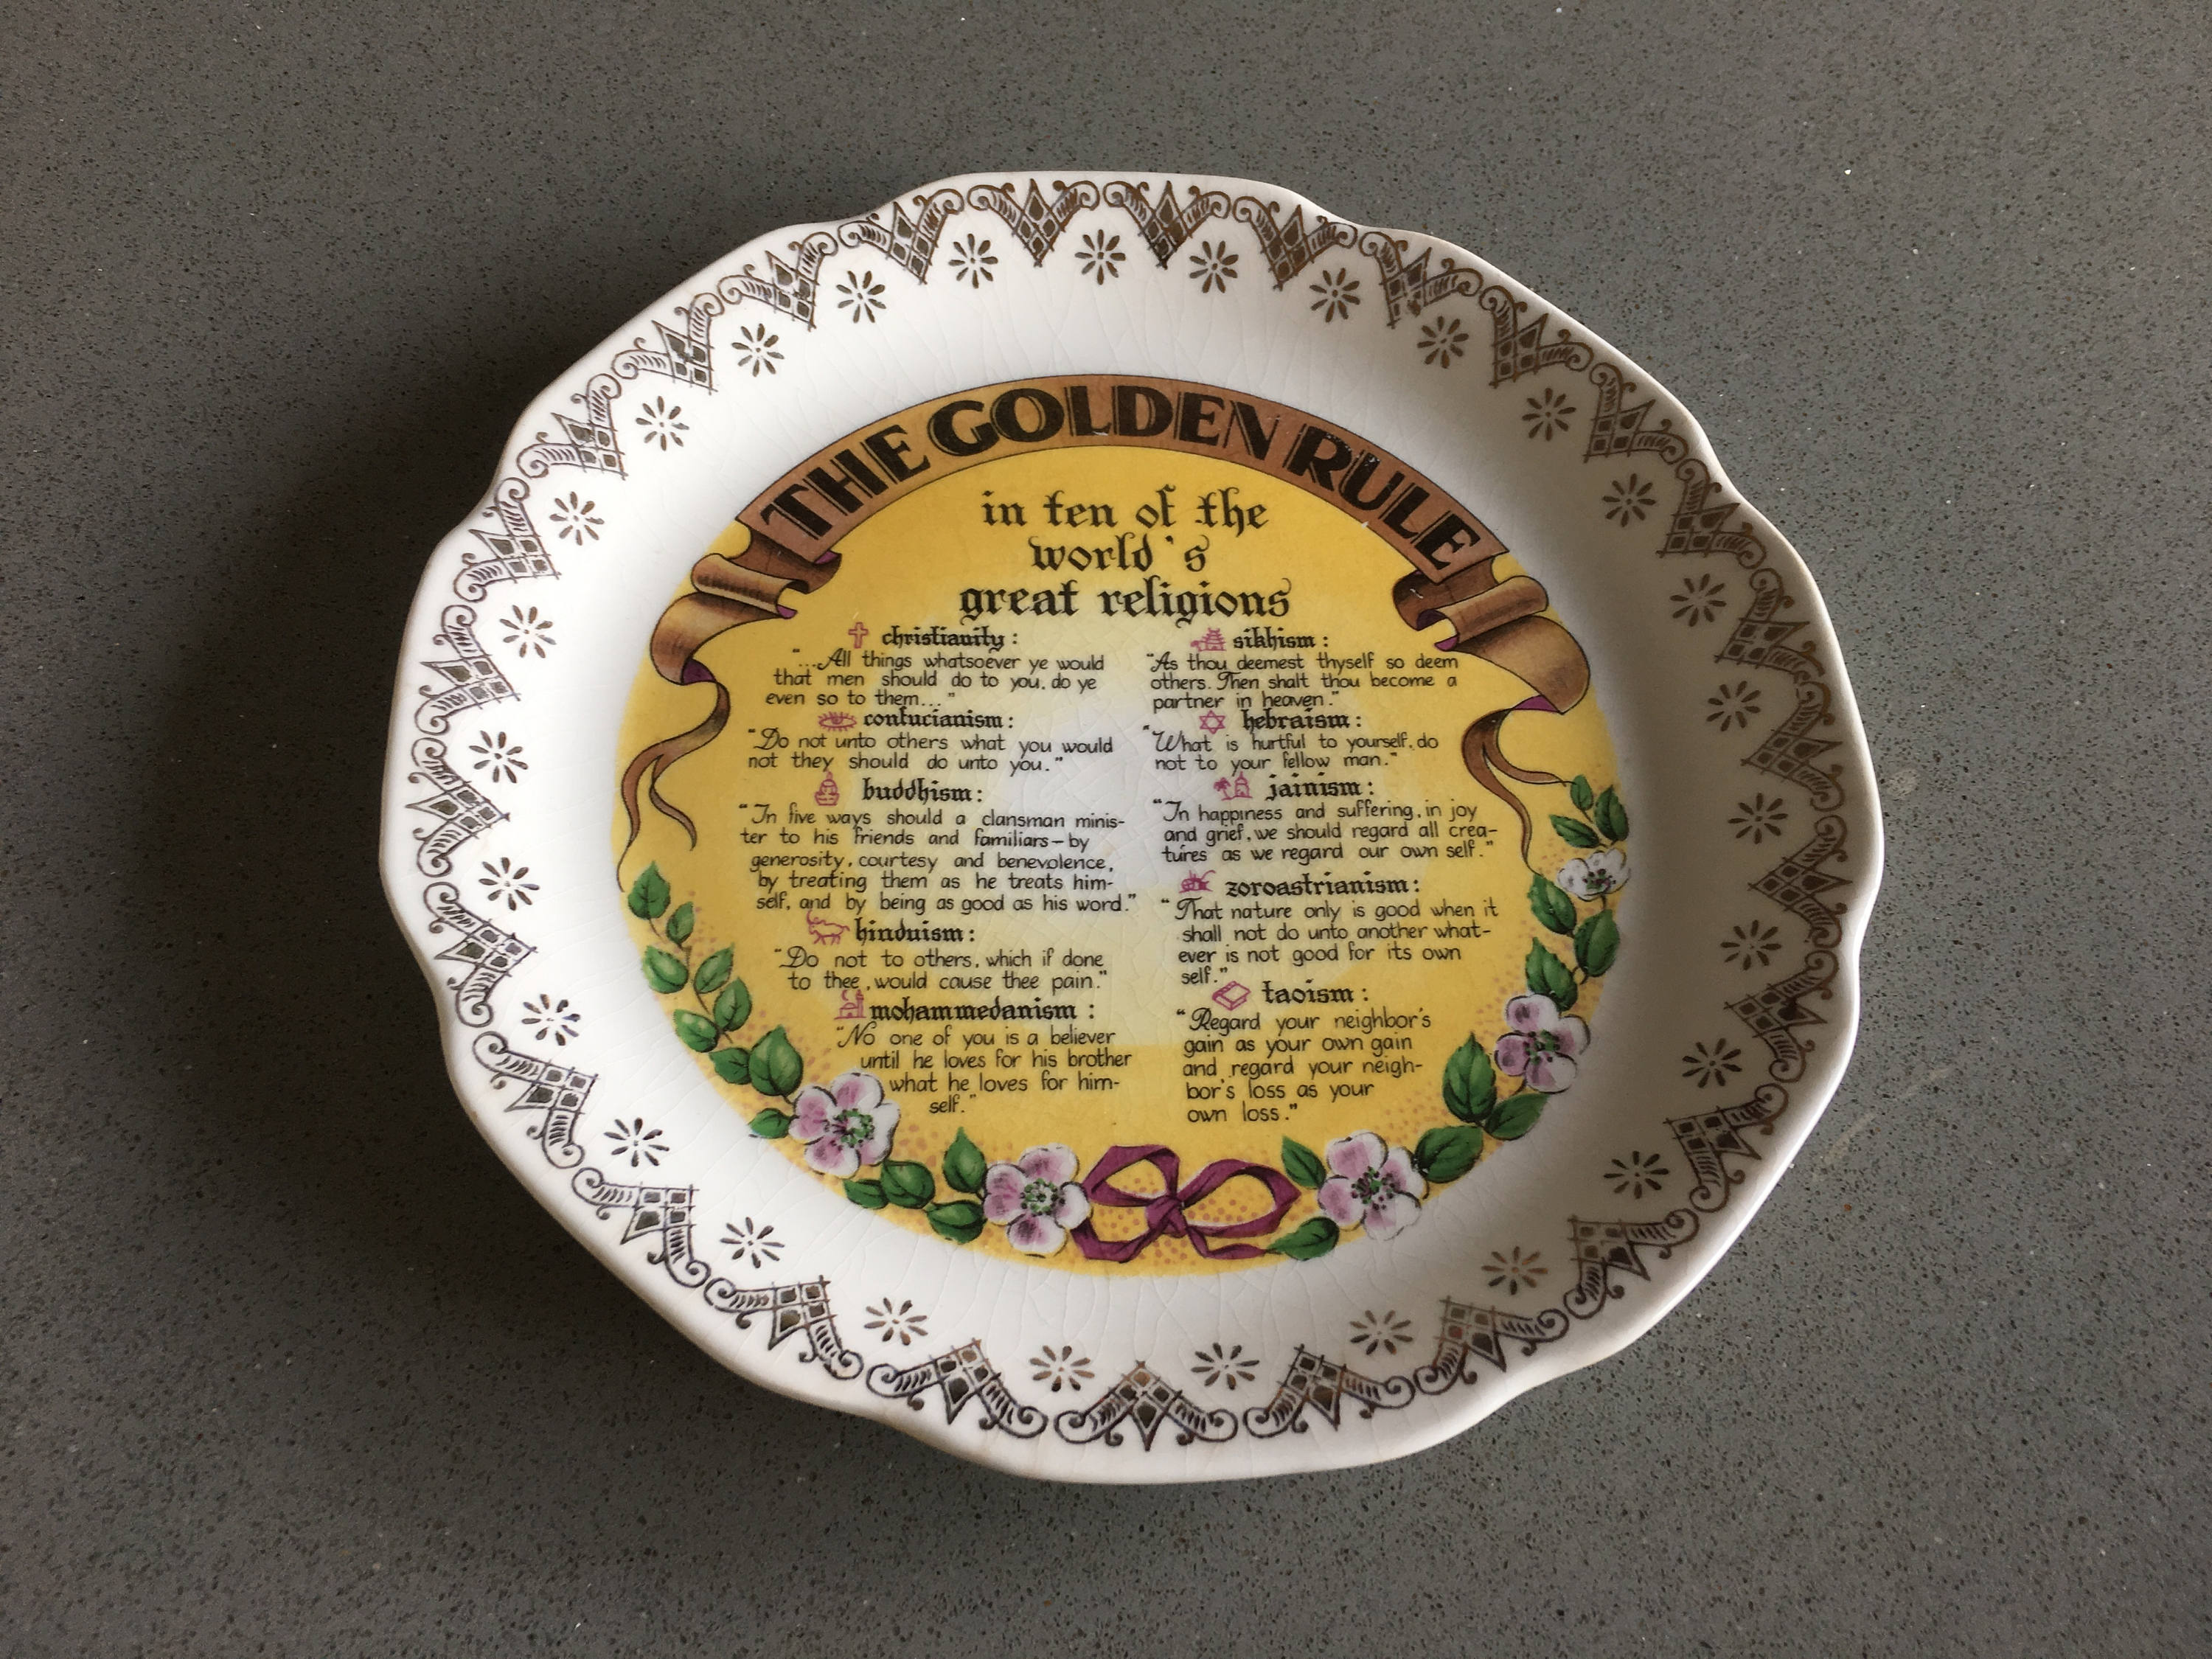 THE GOLDEN RULE
in ten of the
world's
great religions
christianity:
"...All things whatsoever ye would
that men should do to you, do ye
even so to them..."
confucianism:
"Do not unto others what you would
not they should do unto you."
buddhism:
"In five ways should a clansman minis-
ter to his friends and familiars—by
generosity, courtesy and benevolence,
by treating them as he treats him-
self, and by being as good as his word."
hinduism:
"Do not to others, which if done
to thee, would cause thee pain."
mohammedanism:
"No one of you is a believer
until he loves for his brother
what he loves for him-
self."
sikhism:
"As thou deemest thyself so deem
others. Then shalt thou become a
partner in heaven."
hebraism:
"What is hurtful to yourself, do
not to your fellow man."
jainism:
"In happiness and suffering, in joy
and grief, we should regard all crea-
tures as we regard our own self."
zoroastrianism:
"That nature only is good when it
shall not do unto another what-
ever is not good for its own
self."
taoism:
"Regard your neighbor's
gain as your own gain
and regard your neigh-
bor's loss as your
own loss."